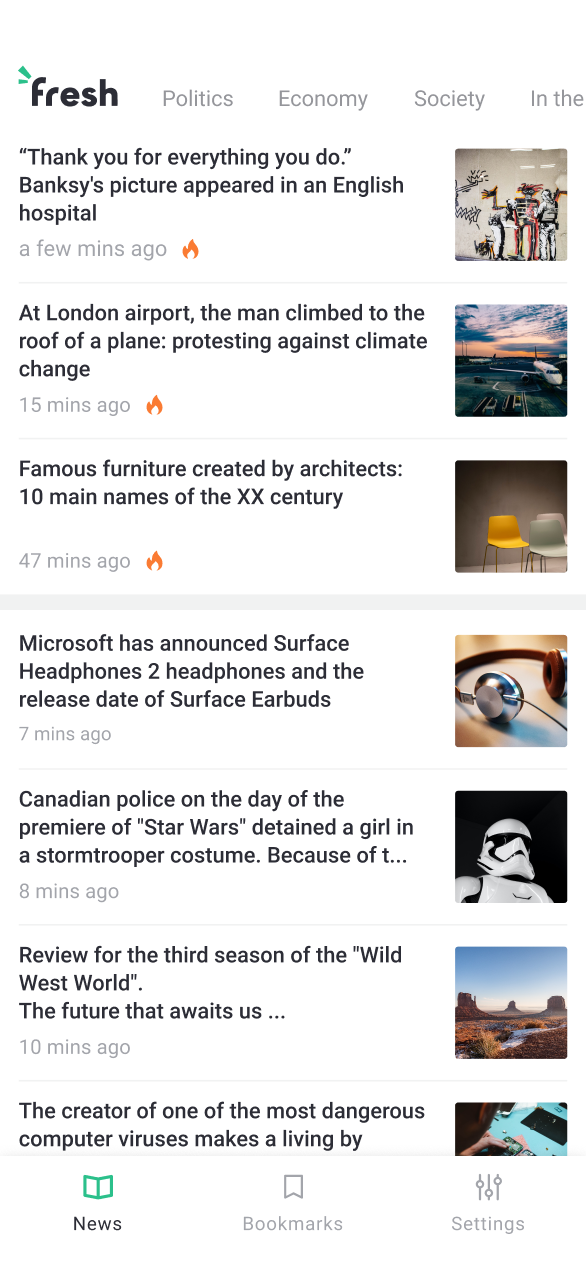 fresh
Politics Economy Society In the
“Thank you for everything you do.”
Banksy's picture appeared in an English
hospital
a few mins ago
At London airport, the man climbed to the
roof of a plane: protesting against climate
change
15 mins ago
Famous furniture created by architects:
10 main names of the XX century
47 mins ago
Microsoft has announced Surface
Headphones 2 headphones and the
release date of Surface Earbuds
7 mins ago
Canadian police on the day of the
premiere of "Star Wars" detained a girl in
a stormtrooper costume. Because of t...
8 mins ago
Review for the third season of the "Wild
West World".
The future that awaits us ...
10 mins ago
The creator of one of the most dangerous
computer viruses makes a living by
News Bookmarks Settings